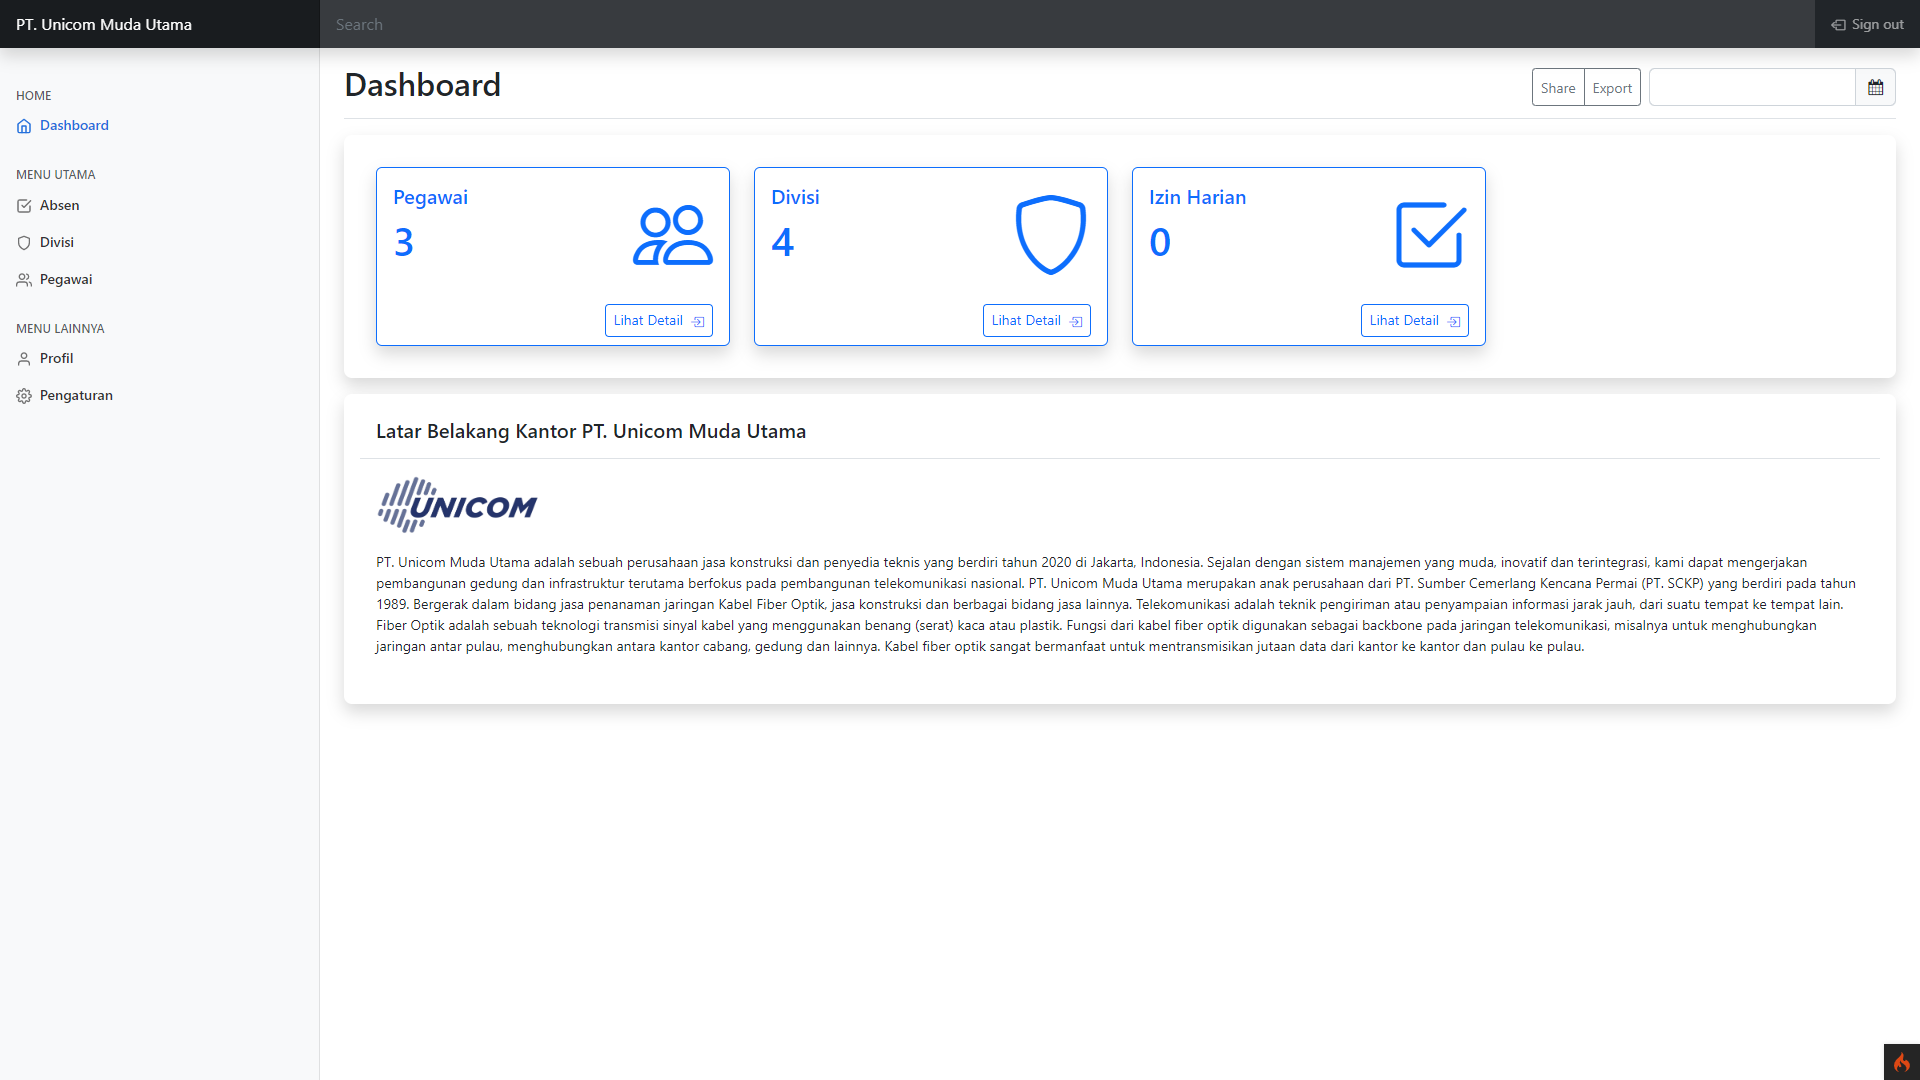 PT. Unicom Muda Utama
Search
Sign out
HOME
Dashboard
MENU UTAMA
Absen
Divisi
Pegawai
MENU LAINNYA
Profil
Pengaturan
Dashboard
Share
Export
Pegawai
3
Lihat Detail
Divisi
4
Lihat Detail
Izin Harian
0
Lihat Detail
Latar Belakang Kantor PT. Unicom Muda Utama
UNICOM
PT. Unicom Muda Utama adalah sebuah perusahaan jasa konstruksi dan penyedia teknis yang berdiri tahun 2020 di Jakarta, Indonesia. Sejalan dengan sistem manajemen yang muda, inovatif dan terintegrasi, kami dapat mengerjakan
pembangunan gedung dan infrastruktur terutama berfokus pada pembangunan telekomunikasi nasional. PT. Unicom Muda Utama merupakan anak perusahaan dari PT. Sumber Cemerlang Kencana Permai (PT. SCKP) yang berdiri pada tahun
1989. Bergerak dalam bidang jasa penanaman jaringan Kabel Fiber Optik, jasa konstruksi dan berbagai bidang jasa lainnya. Telekomunikasi adalah teknik pengiriman atau penyampaian informasi jarak jauh, dari suatu tempat ke tempat lain.
Fiber Optik adalah sebuah teknologi transmisi sinyal kabel yang menggunakan benang (serat) kaca atau plastik. Fungsi dari kabel fiber optik digunakan sebagai backbone pada jaringan telekomunikasi, misalnya untuk menghubungkan
jaringan antar pulau, menghubungkan antara kantor cabang, gedung dan lainnya. Kabel fiber optik sangat bermanfaat untuk mentransmisikan jutaan data dari kantor ke kantor dan pulau ke pulau.